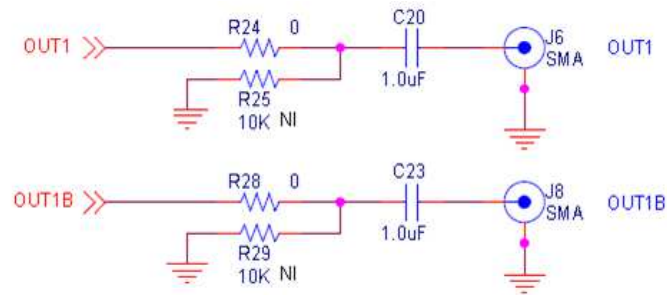 R24 0 C20
OUT1 J6 OUT1
SMA
R25 1.0uF
10K NI
R28 0 C23
OUT1B J8 OUT1B
SMA
R29 1.0uF
10K NI